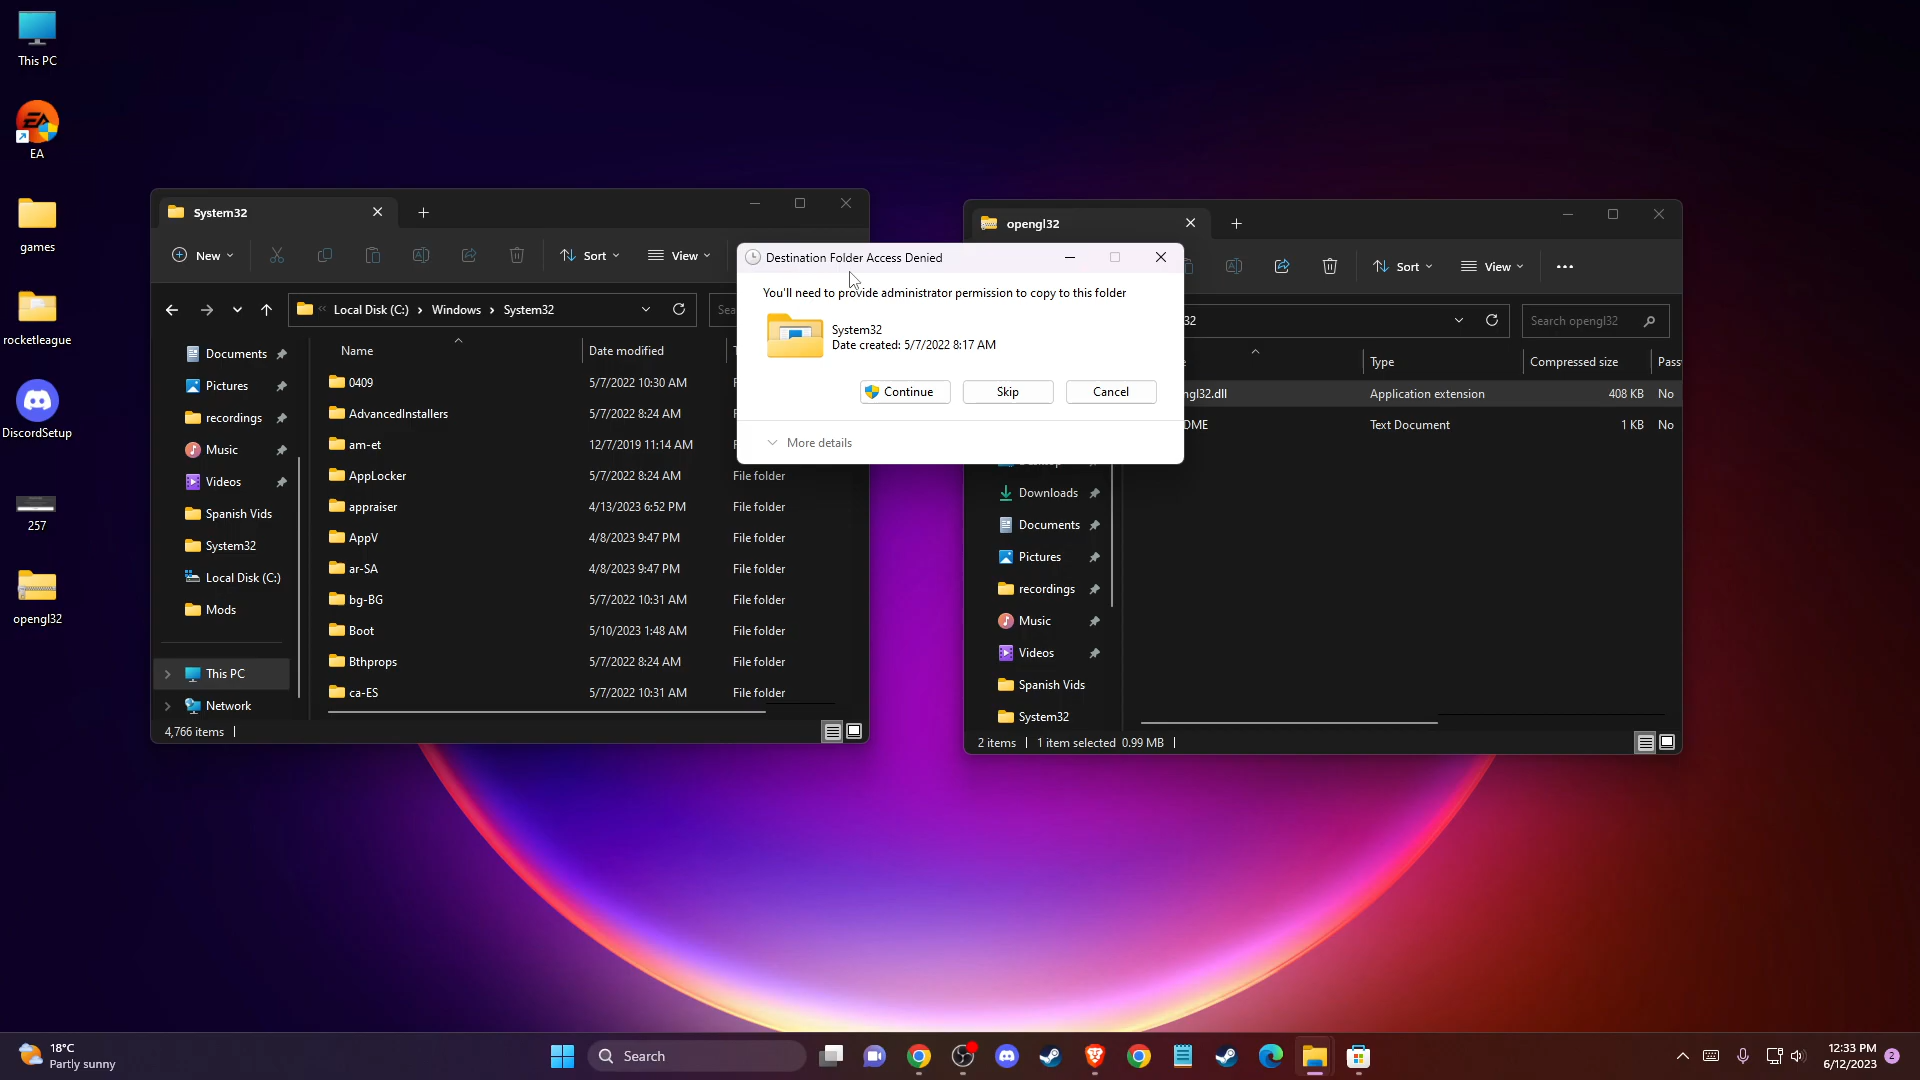 This PC
EA
games
rocketleague
DiscordSetup
257
opengl32
System32
New
Sort
View
Local Disk (C:)
Windows
System32
Documents
Pictures
recordings
Music
Videos
Spanish Vids
System32
Local Disk (C:)
Mods
This PC
Network
Name Date modified
0409 5/7/2022 10:30 AM
AdvancedInstallers 5/7/2022 8:24 AM
am-et 12/7/2019 11:14 AM
AppLocker 5/7/2022 8:24 AM File folder
appraiser 4/13/2023 6:52 PM File folder
AppV 4/8/2023 9:47 PM File folder
ar-SA 4/8/2023 9:47 PM File folder
bg-BG 5/7/2022 10:31 AM File folder
Boot 5/10/2023 1:48 AM File folder
Bthprops 5/7/2022 8:24 AM File folder
ca-ES 5/7/2022 10:31 AM File folder
4,766 items
Destination Folder Access Denied
You'll need to provide administrator permission to copy to this folder
System32
Date created: 5/7/2022 8:17 AM
Continue
Skip
Cancel
More details
opengl32
Sort
View
32
Search opengl32
Type Compressed size
ngl32.dll Application extension 408 KB No
DME Text Document 1 KB No
Downloads
Documents
Pictures
recordings
Music
Videos
Spanish Vids
System32
2 items 1 item selected 0.99 MB
18°C
Partly sunny
Search
12:33 PM
6/12/2023
2